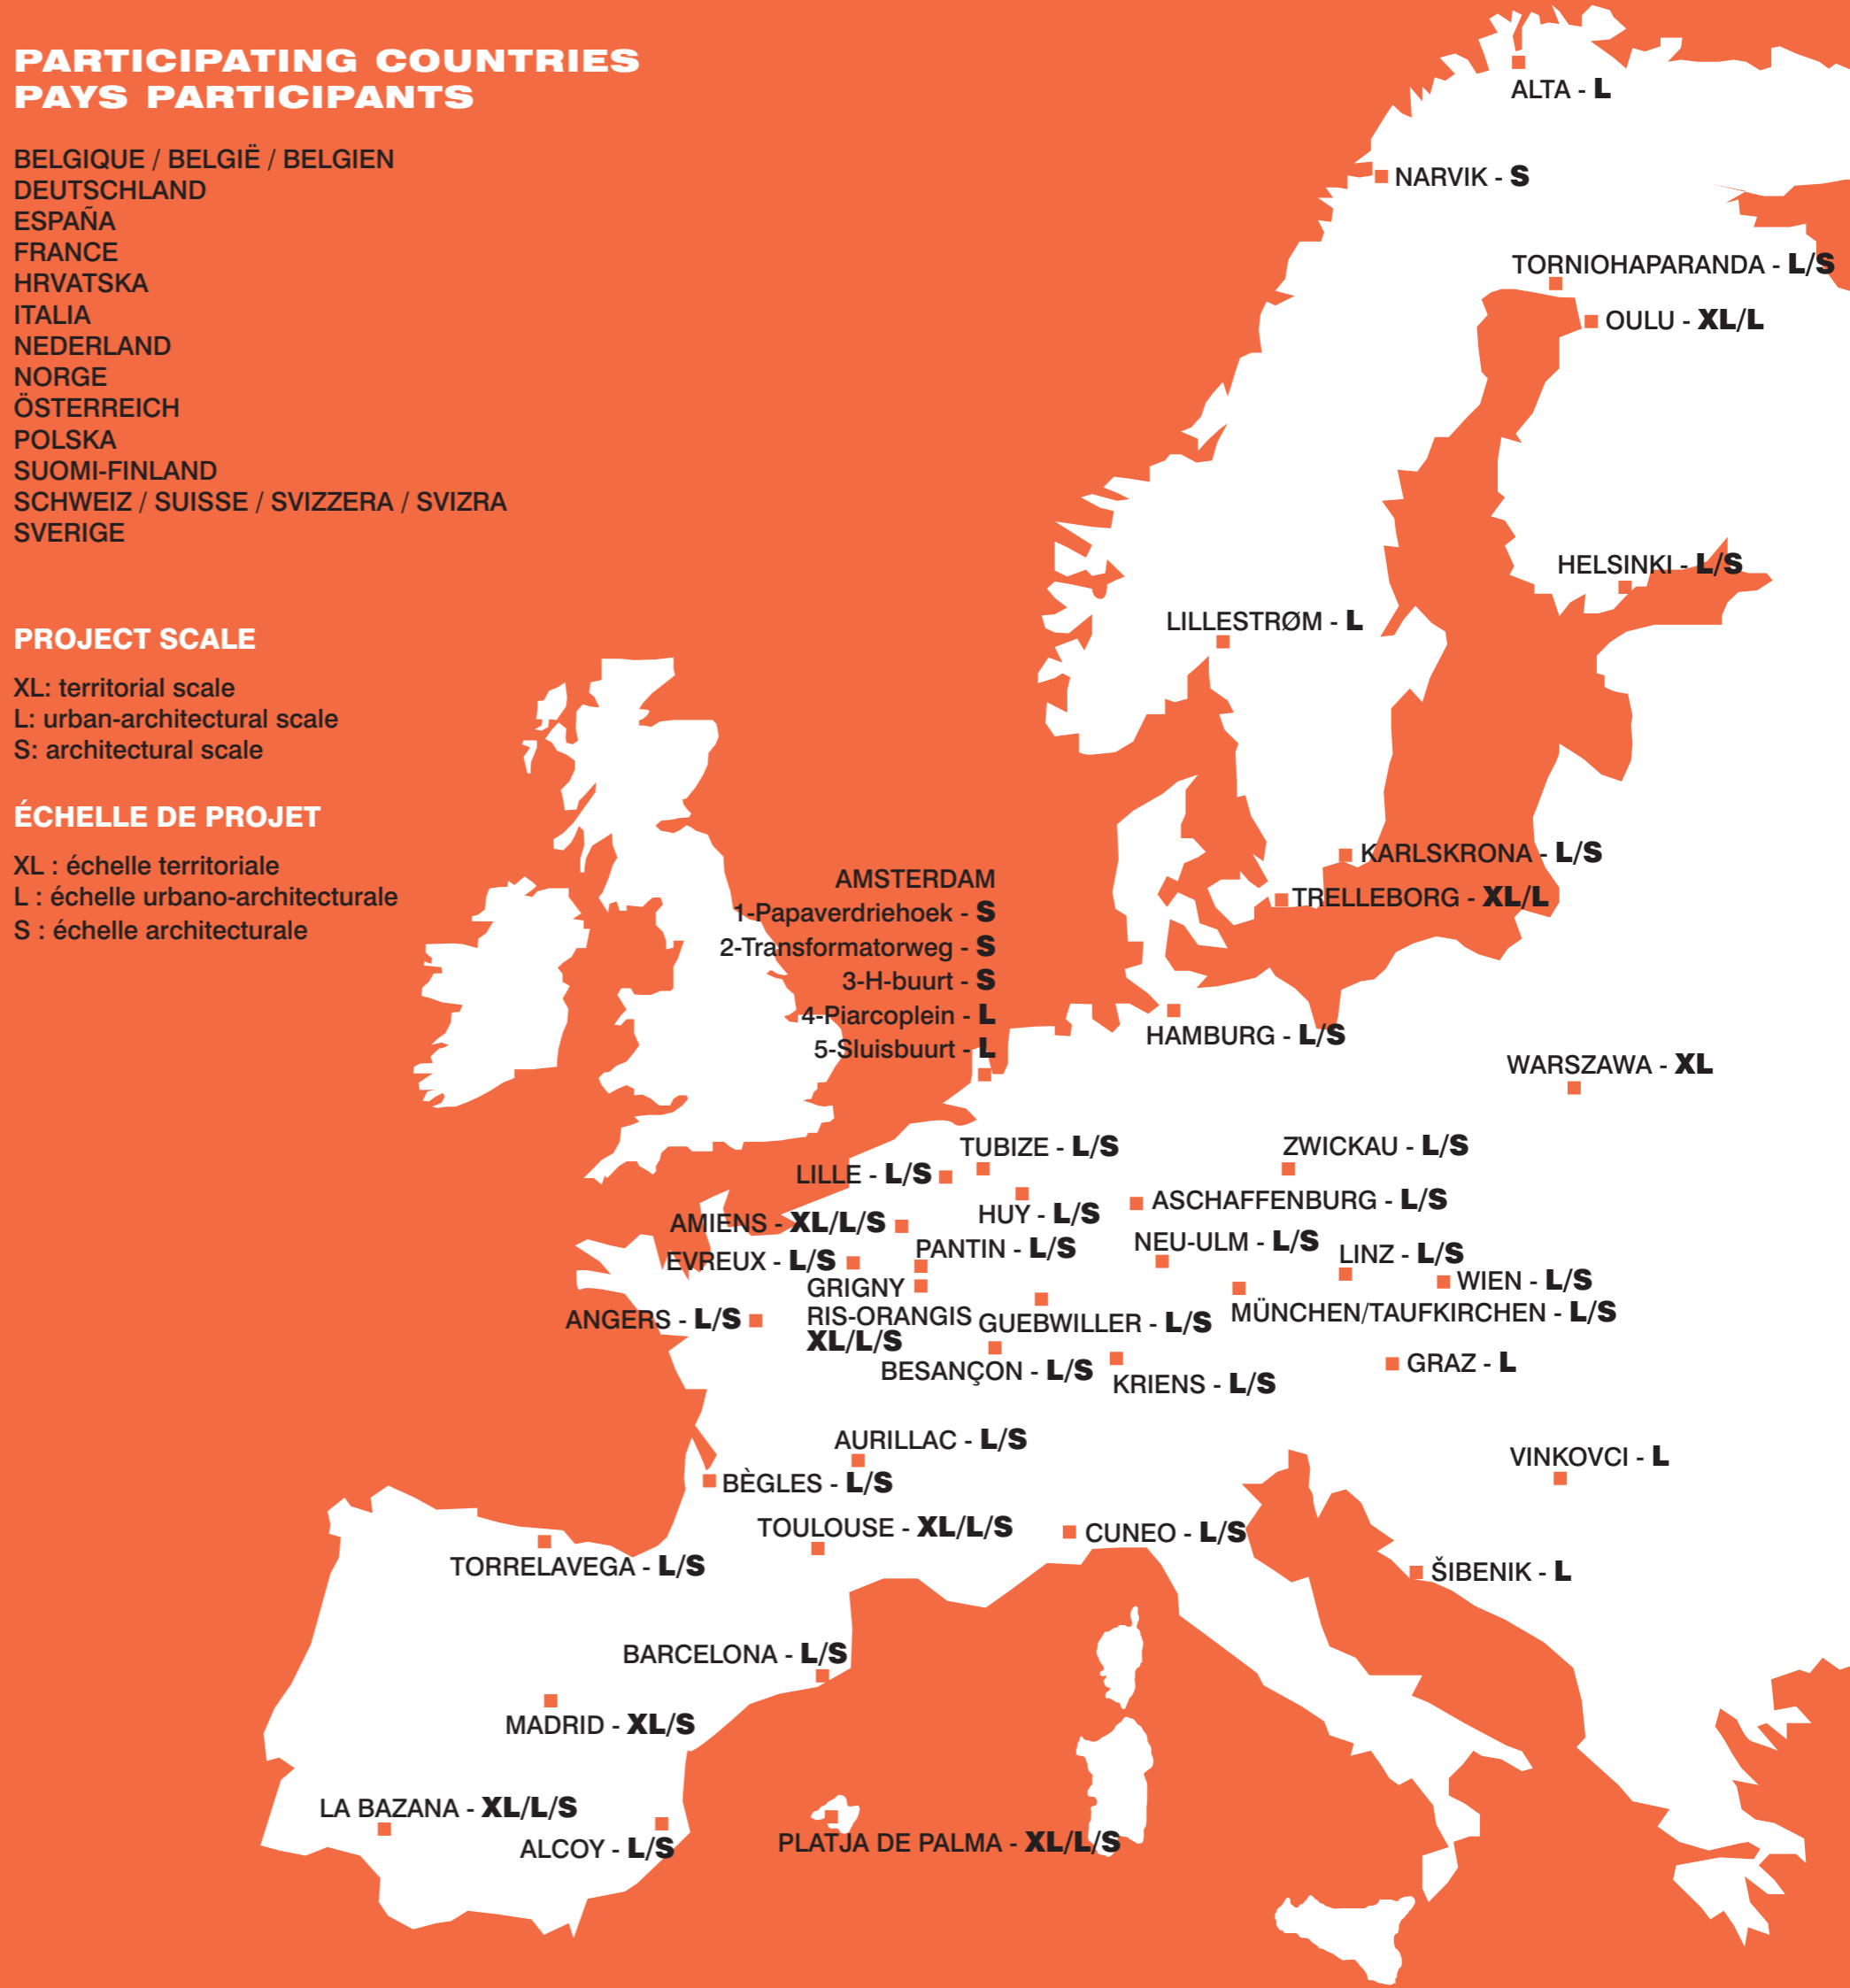 PARTICIPATING COUNTRIES
PAYS PARTICIPANTS
BELGIQUE / BELGIË / BELGIEN
DEUTSCHLAND
ESPAÑA
FRANCE
HRVATSKA
ITALIA
NEDERLAND
NORGE
ÖSTERREICH
POLSKA
SUOMI-FINLAND
SCHWEIZ / SUISSE / SVIZZERA / SVIZRA
SVERIGE
PROJECT SCALE
XL: territorial scale
L: urban-architectural scale
S: architectural scale
ÉCHELLE DE PROJET
XL : échelle territoriale
L : échelle urbano-architecturale
S : échelle architecturale
ALTA - L
NARVIK - S
TORNIOHAPARANDA - L/S
OULU - XL/L
HELSINKI - L/S
LILLESTRØM - L
KARLSKRONA - L/S
TRELLEBORG - XL/L
AMSTERDAM
1-Papaverdriehoek - S
2-Transformatorweg - S
3-H-buurt - S
4-Piarcoplein - L
5-Sluisbuurt - L
HAMBURG - L/S
WARSZAWA - XL
TUBIZE - L/S
ZWICKAU - L/S
LILLE - L/S
ASCHAFFENBURG - L/S
HUY - L/S
AMIENS - XL/L/S
NEU-ULM - L/S
PANTIN - L/S
LINZ - L/S
EVREUX - L/S
WIEN - L/S
GRIGNY
RIS-ORANGIS
XL/L/S
MÜNCHEN/TAUFKIRCHEN - L/S
ANGERS - L/S
GUEBWILLER - L/S
GRAZ - L
BESANÇON - L/S
KRIENS - L/S
AURILLAC - L/S
VINKOVCI - L
BÈGLES - L/S
TOULOUSE - XL/L/S
CUNEO - L/S
TORRELAVEGA - L/S
ŠIBENIK - L
BARCELONA - L/S
MADRID - XL/S
LA BAZANA - XL/L/S
PLATJA DE PALMA - XL/L/S
ALCOY - L/S